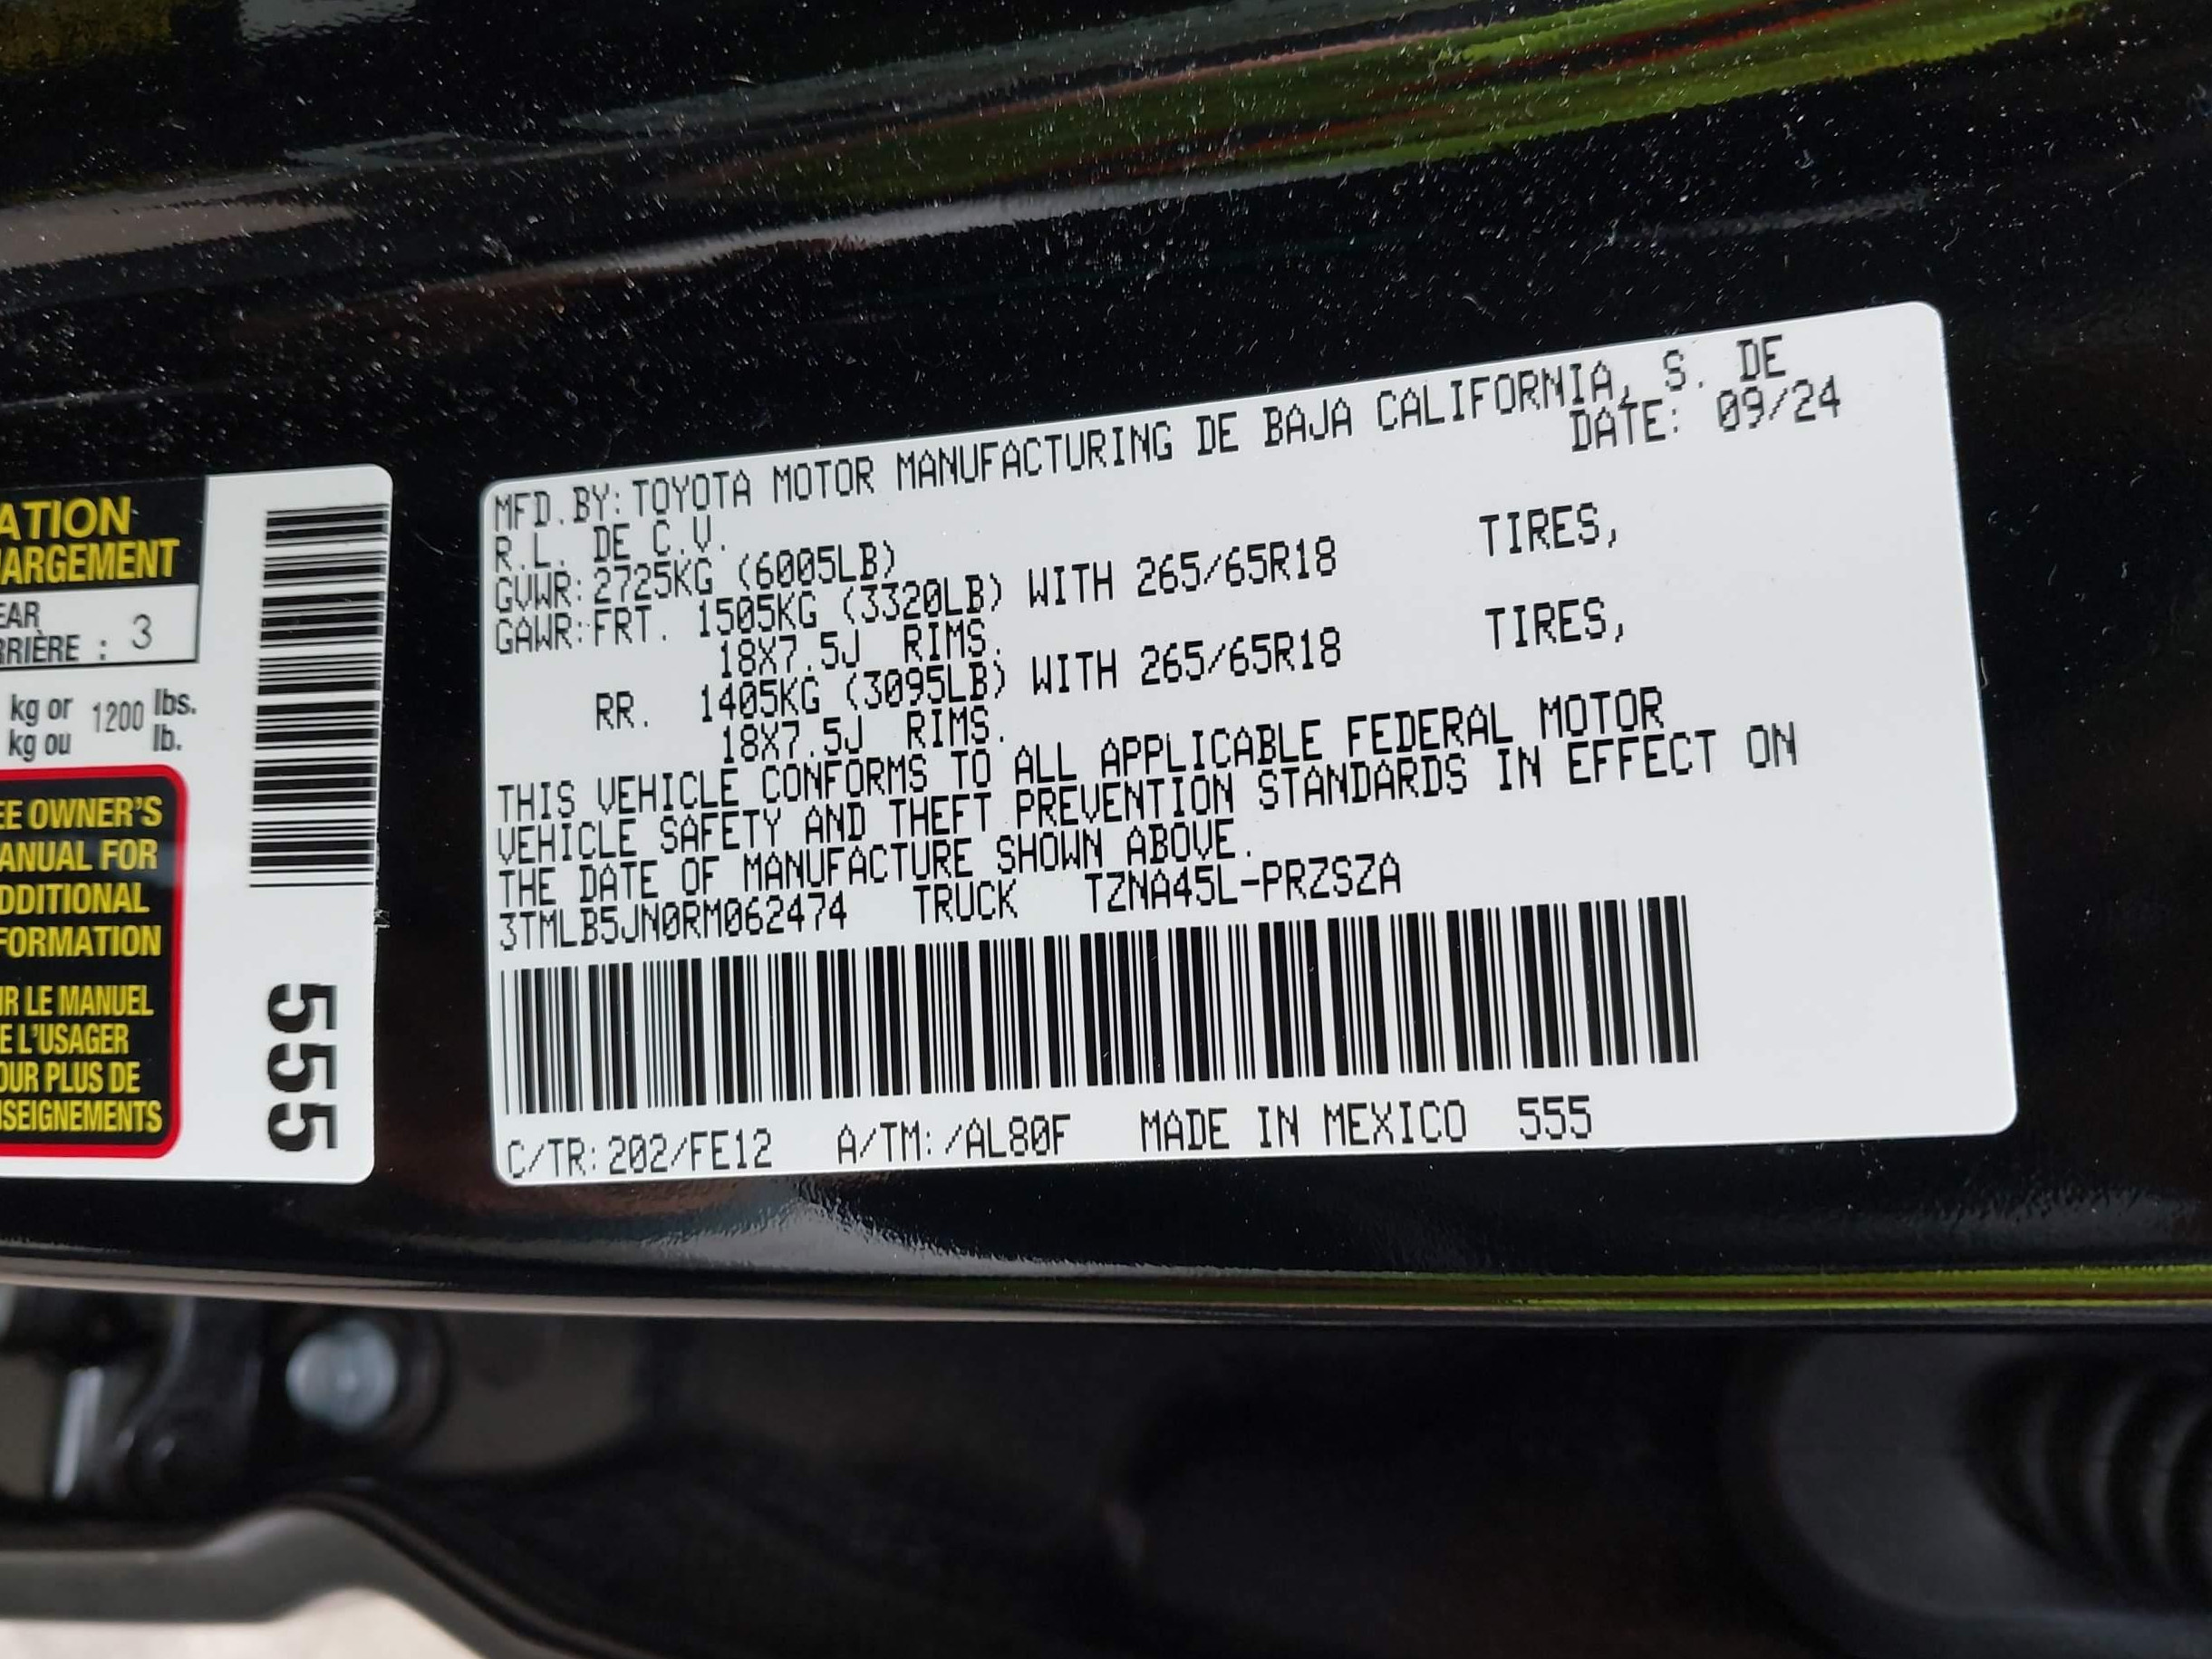 ATION
ARGEMENT
EAR
RRIÈRE : 3
kg or 1200 lbs.
kg ou lb.
EE OWNER'S
ANUAL FOR
DDITIONAL
FORMATION
IR LE MANUEL
E L'USAGER
OUR PLUS DE
NSEIGNEMENTS
555
MFD.BY:TOYOTA MOTOR MANUFACTURING DE BAJA CALIFORNIA, S. DE
R.L. DE C.V. DATE: 09/24
GVWR:2725KG (6005LB)
GAWR:FRT. 1505KG (3320LB) WITH 265/65R18 TIRES,
18X7.5J RIMS.
RR. 1405KG (3095LB) WITH 265/65R18 TIRES,
18X7.5J RIMS.
THIS VEHICLE CONFORMS TO ALL APPLICABLE FEDERAL MOTOR
VEHICLE SAFETY AND THEFT PREVENTION STANDARDS IN EFFECT ON
THE DATE OF MANUFACTURE SHOWN ABOVE.
3TMLB5JN0RM062474 TRUCK TZNA45L-PRZSZA
C/TR:202/FE12 A/TM:/AL80F MADE IN MEXICO 555